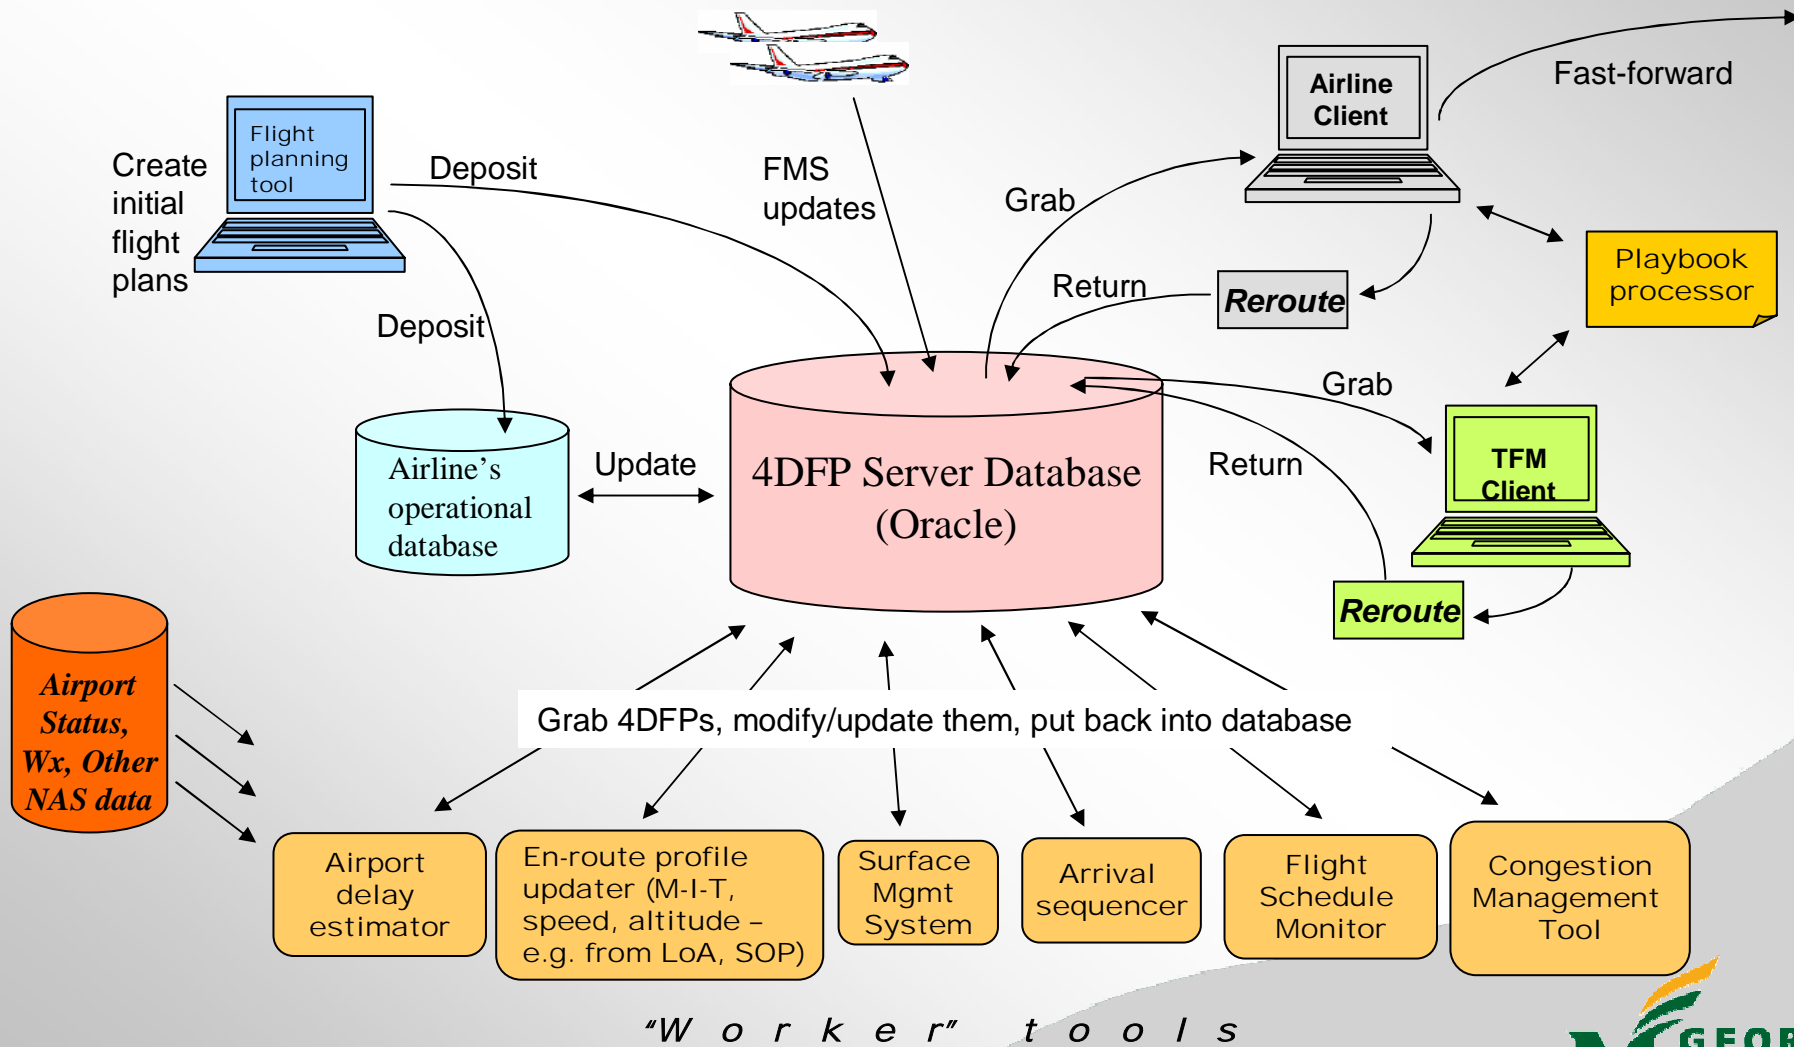 Fast-forward
Airline
Client
Flight
planning
tool
Create
initial
flight
plans
Deposit
FMS
updates
Grab
Playbook
processor
Return
Reroute
Deposit
Grab
Airline's
operational
database
Update
4DFP Server Database
(Oracle)
Return
TFM
Client
Reroute
Airport
Status,
Wx, Other
NAS data
Grab 4DFPs, modify/update them, put back into database
Airport
delay
estimator
En-route profile
updater (M-I-T,
speed, altitude –
e.g. from LoA, SOP)
Surface
Mgmt
System
Arrival
sequencer
Flight
Schedule
Monitor
Congestion
Management
Tool
"Worker" tools
GEOR